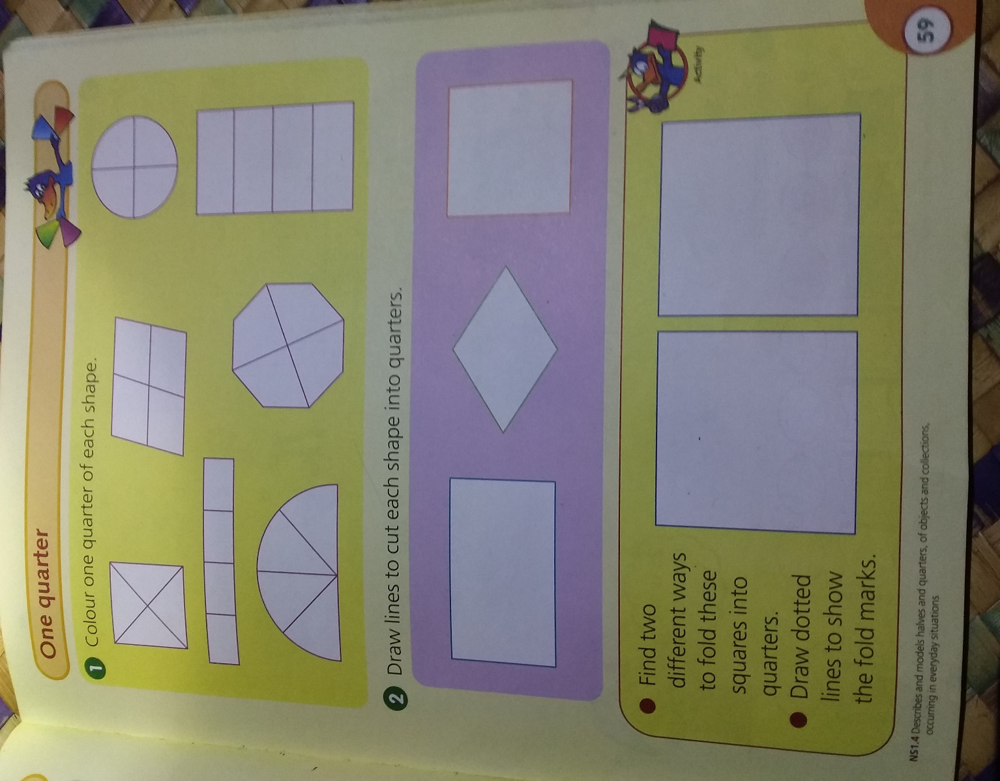 One quarter
1 Colour one quarter of each shape.
2 Draw lines to cut each shape into quarters.
Activity
● Find two
different ways
to fold these
squares into
quarters.
● Draw dotted
lines to show
the fold marks.
NS1.4 Describes and models halves and quarters, of objects and collections,
occurring in everyday situations
59